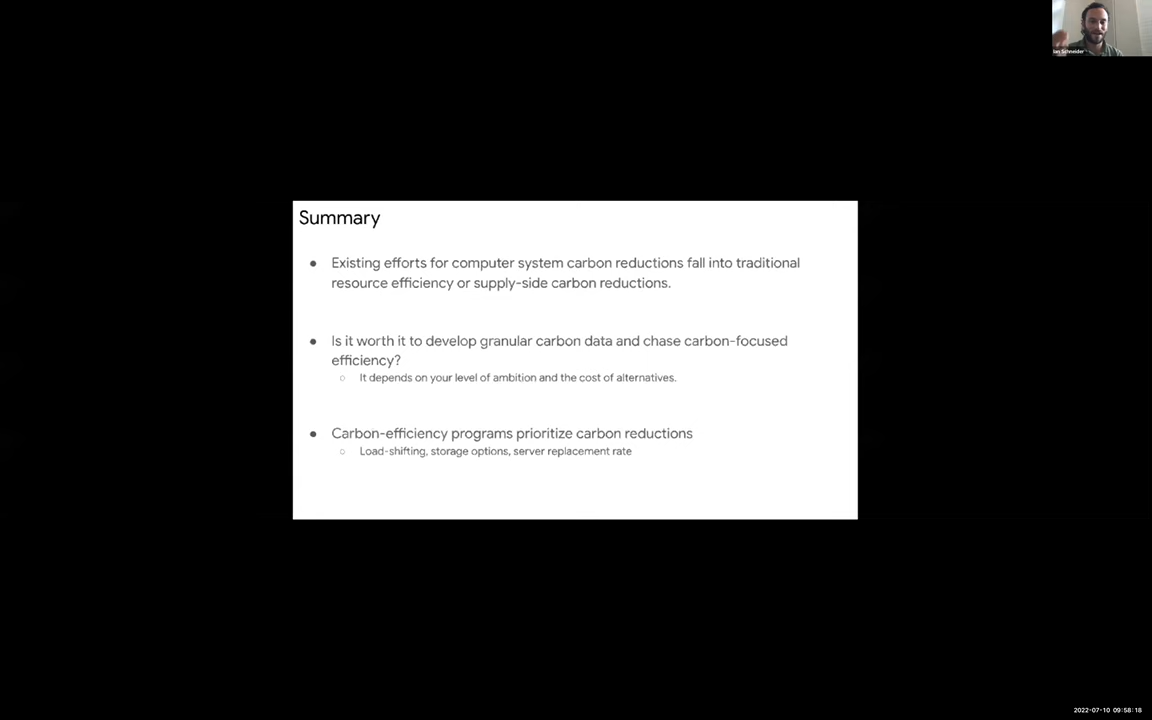 Ian Schneider
Summary
● Existing efforts for computer system carbon reductions fall into traditional
resource efficiency or supply-side carbon reductions.
● Is it worth it to develop granular carbon data and chase carbon-focused
efficiency?
○ It depends on your level of ambition and the cost of alternatives.
● Carbon-efficiency programs prioritize carbon reductions
○ Load-shifting, storage options, server replacement rate
2022-07-10 09:58:18